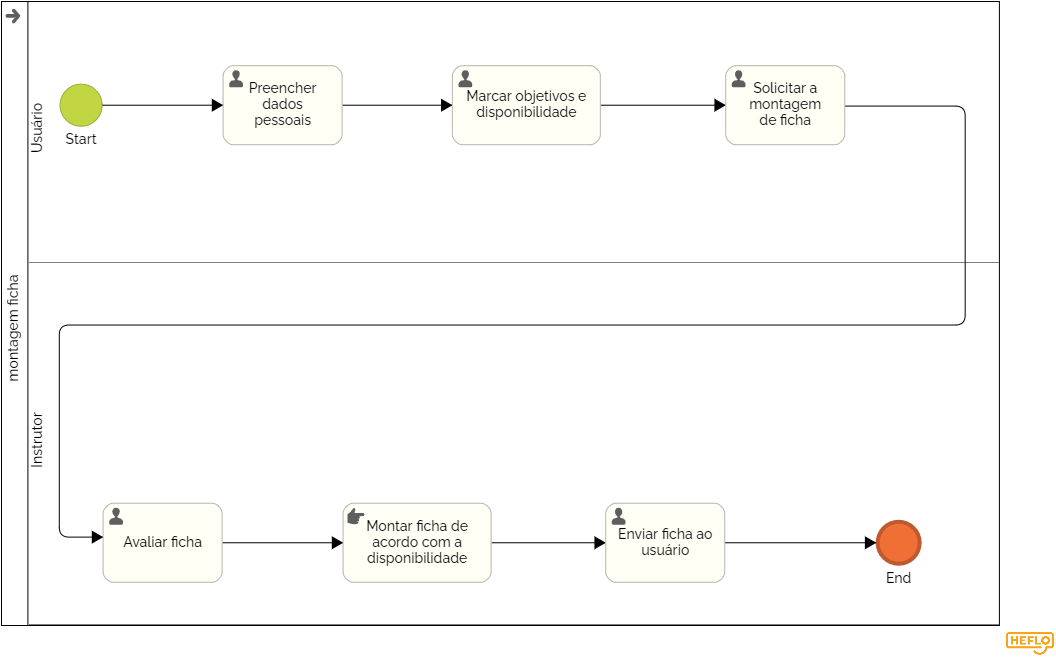 montagem ficha
Usuário
Start
Preencher
dados
pessoais
Marcar objetivos e
disponibilidade
Solicitar a
montagem
de ficha
Instrutor
Avaliar ficha
Montar ficha de
acordo com a
disponibilidade
Enviar ficha ao
usuário
End
HEFLO